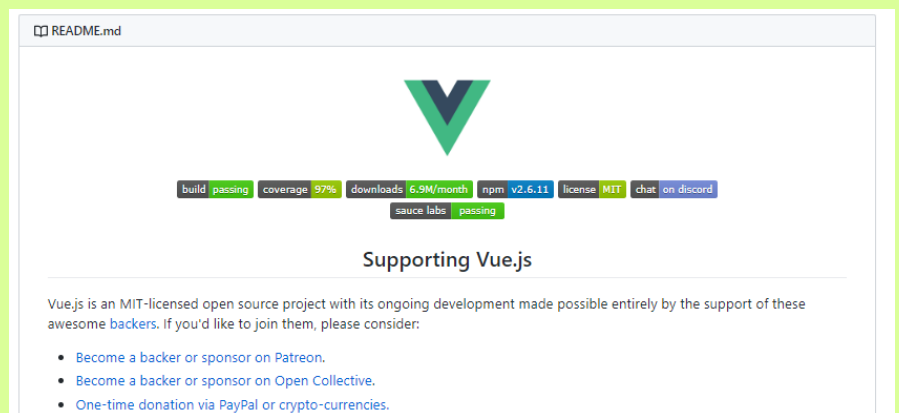 README.md
build passing coverage 97% downloads 6.9M/month npm v2.6.11 license MIT chat on discord
sauce labs passing
Supporting Vue.js
Vue.js is an MIT-licensed open source project with its ongoing development made possible entirely by the support of these
awesome backers. If you'd like to join them, please consider:
• Become a backer or sponsor on Patreon.
• Become a backer or sponsor on Open Collective.
• One-time donation via PayPal or crypto-currencies.